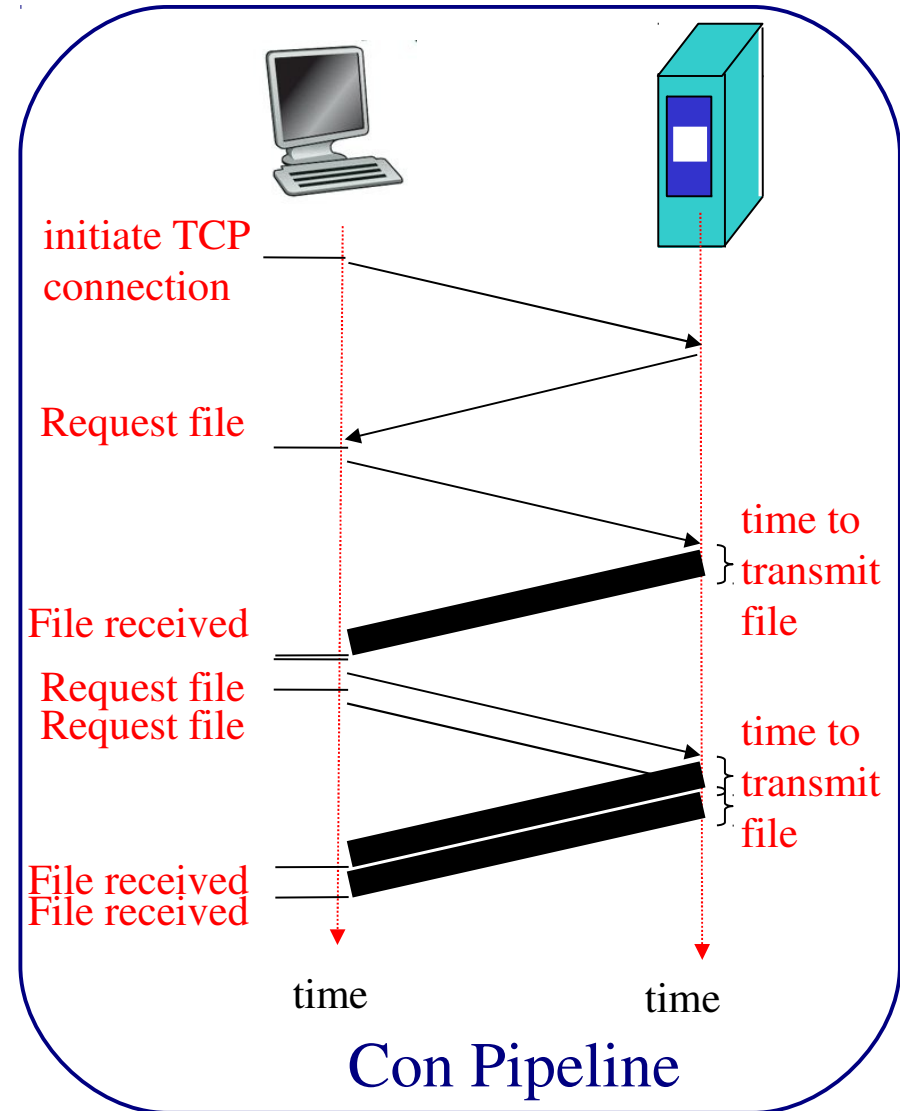 initiate TCP
connection
Request file
time to
transmit
file
File received
Request file
Request file
time to
transmit
file
File received
File received
time
time
Con Pipeline